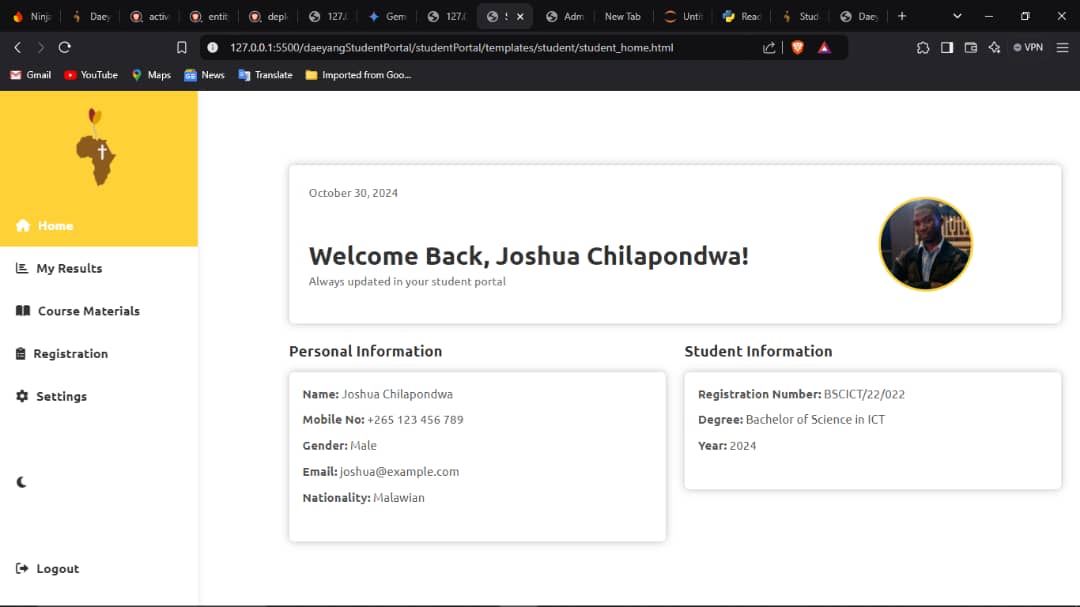 Ninja
Daey
activ
entit
depl
127.0
Gem
127.0
Adm
New Tab
Unti
Read
Stud
Daey
127.0.0.1:5500/daeyangStudentPortal/studentPortal/templates/student/student_home.html
VPN
Gmail
YouTube
Maps
News
Translate
Imported from Goo...
Home
My Results
Course Materials
Registration
Settings
Logout
October 30, 2024
Welcome Back, Joshua Chilapondwa!
Always updated in your student portal
Personal Information
Name: Joshua Chilapondwa
Mobile No: +265 123 456 789
Gender: Male
Email: joshua@example.com
Nationality: Malawian
Student Information
Registration Number: BSCICT/22/022
Degree: Bachelor of Science in ICT
Year: 2024